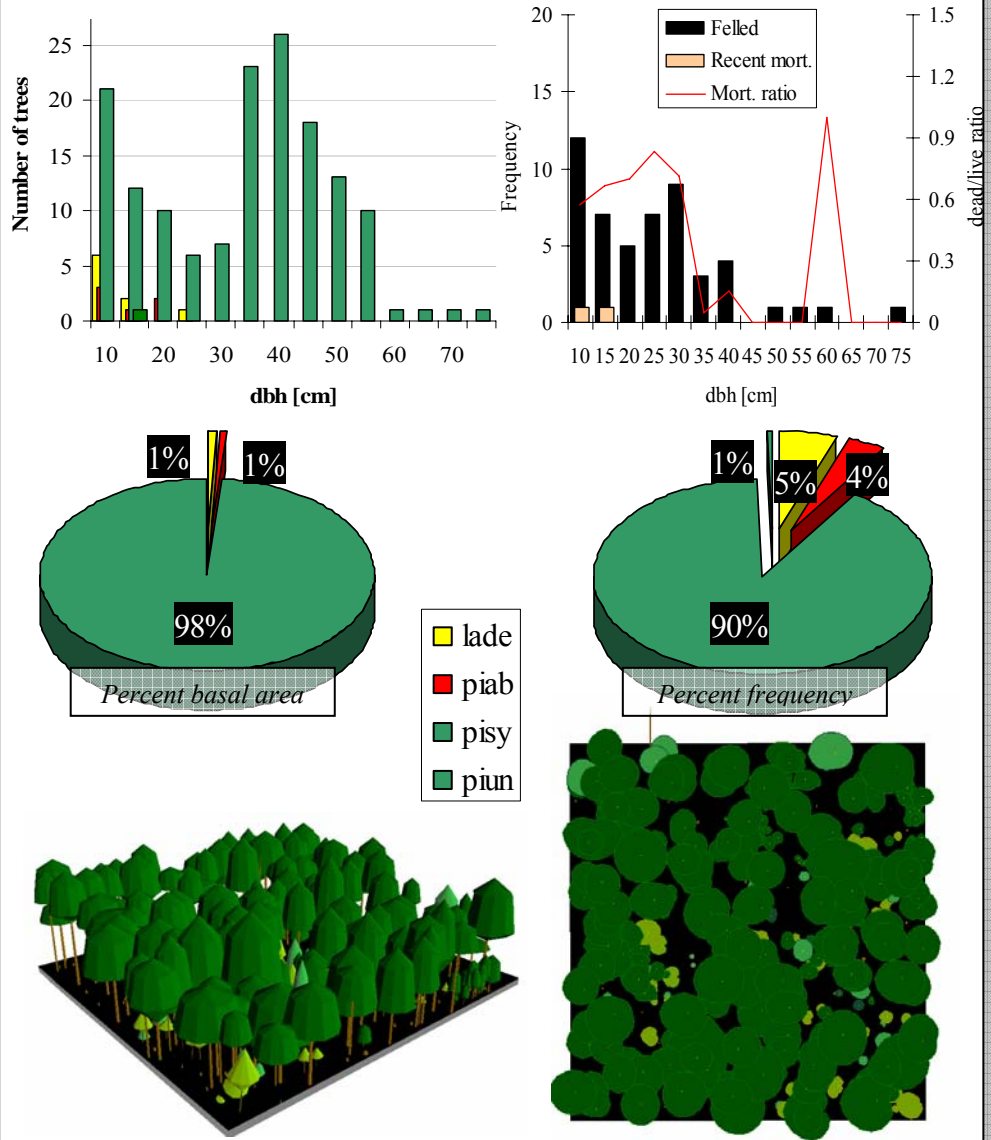 Number of trees
25
20
15
10
5
0
10 20 30 40 50 60 70
dbh [cm]
Felled
Recent mort.
Mort. ratio
Frequency
20
15
10
5
0
dead/live ratio
1.5
1.2
0.9
0.6
0.3
0
10 15 20 25 30 35 40 45 50 55 60 65 70 75
dbh [cm]
1%
1%
98%
Percent basal area
1%
5%
4%
90%
Percent frequency
lade
piab
pisy
piun